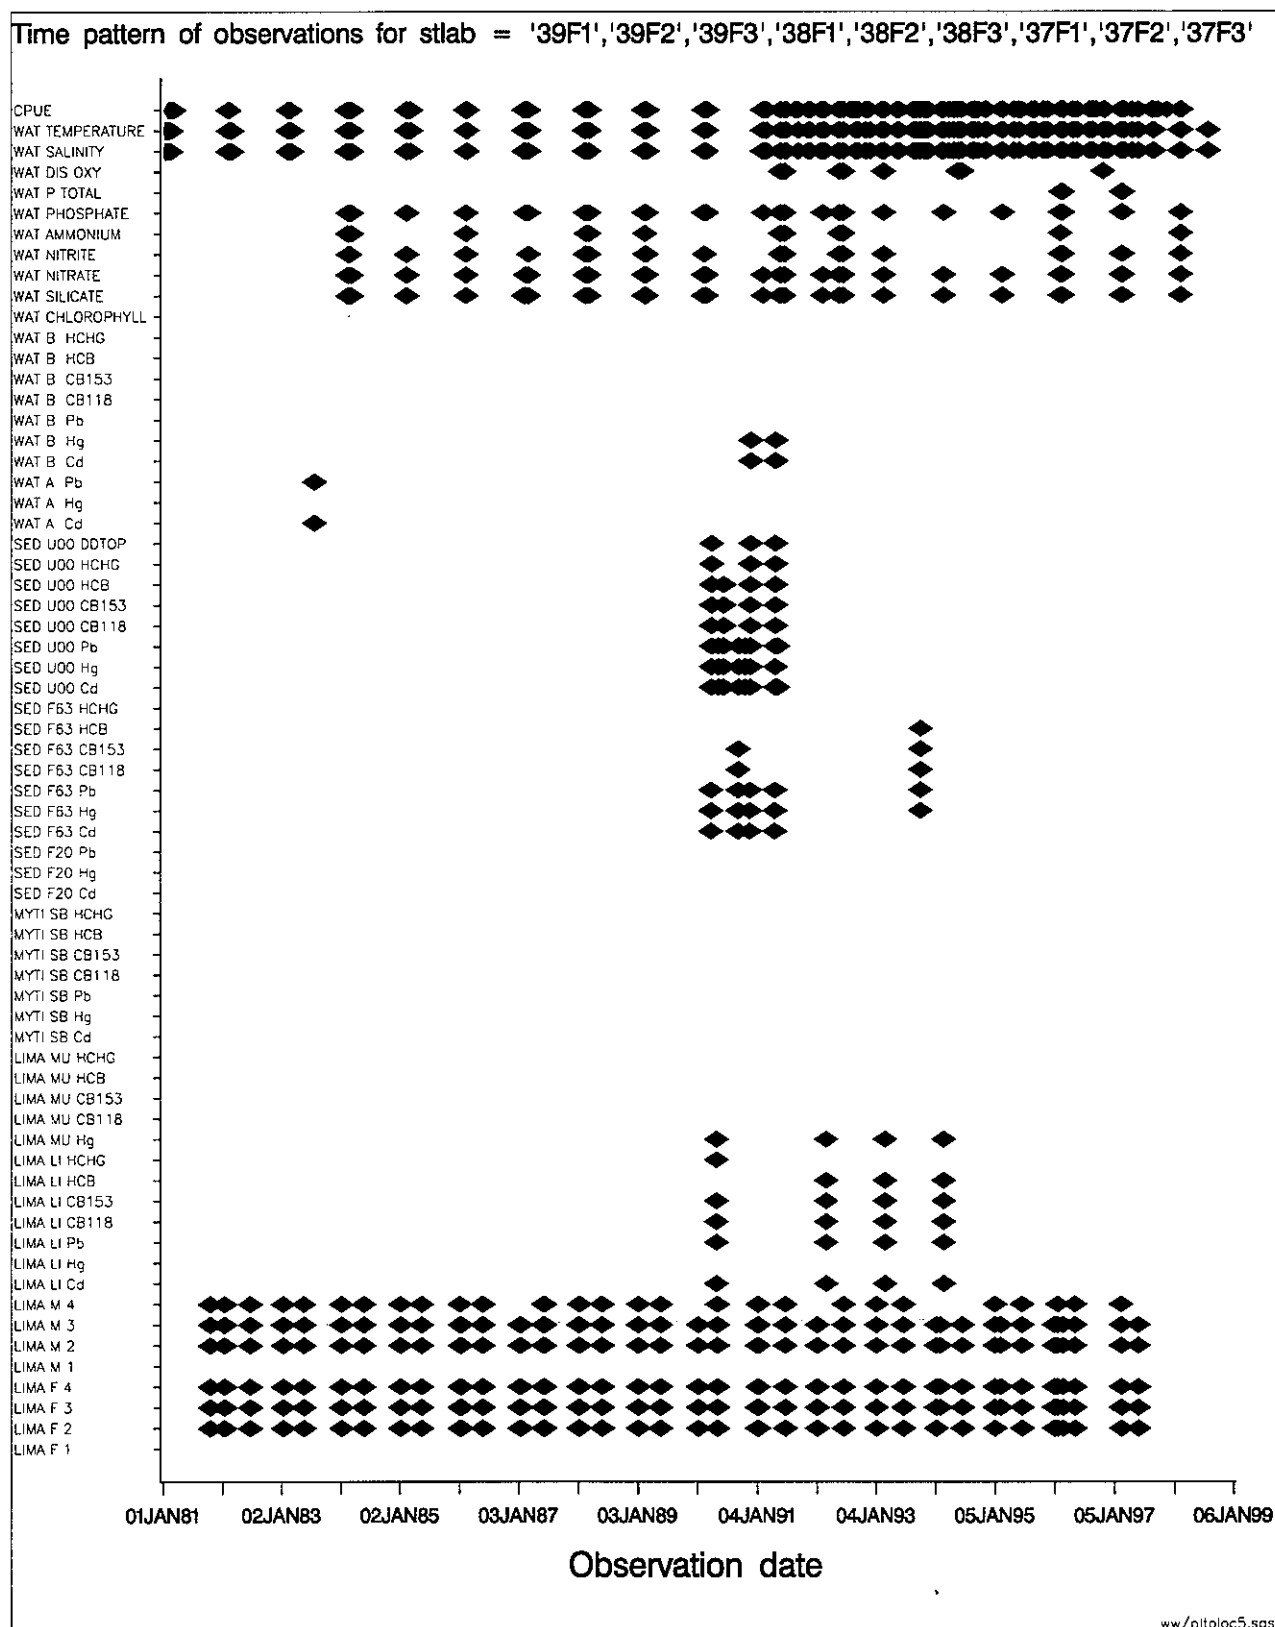 Time pattern of observations for stlab = '39F1','39F2','39F3','38F1','38F2','38F3','37F1','37F2','37F3'
CPUE
WAT TEMPERATURE
WAT SALINITY
WAT DIS OXY
WAT P TOTAL
WAT PHOSPHATE
WAT AMMONIUM
WAT NITRITE
WAT NITRATE
WAT SILICATE
WAT CHLOROPHYLL
WAT B HCHG
WAT B HCB
WAT B CB153
WAT B CB118
WAT B Pb
WAT B Hg
WAT B Cd
WAT A Pb
WAT A Hg
WAT A Cd
SED U00 DDTOP
SED U00 HCHG
SED U00 HCB
SED U00 CB153
SED U00 CB118
SED U00 Pb
SED U00 Hg
SED U00 Cd
SED F63 HCHG
SED F63 HCB
SED F63 CB153
SED F63 CB118
SED F63 Pb
SED F63 Hg
SED F63 Cd
SED F20 Pb
SED F20 Hg
SED F20 Cd
MYTI SB HCHG
MYTI SB HCB
MYTI SB CB153
MYTI SB CB118
MYTI SB Pb
MYTI SB Hg
MYTI SB Cd
LIMA MU HCHG
LIMA MU HCB
LIMA MU CB153
LIMA MU CB118
LIMA MU Hg
LIMA LI HCHG
LIMA LI HCB
LIMA LI CB153
LIMA LI CB118
LIMA LI Pb
LIMA LI Hg
LIMA LI Cd
LIMA M 4
LIMA M 3
LIMA M 2
LIMA M 1
LIMA F 4
LIMA F 3
LIMA F 2
LIMA F 1
01JAN81 02JAN83 02JAN85 03JAN87 03JAN89 04JAN91 04JAN93 05JAN95 05JAN97 06JAN99
Observation date
ww/pltploc5.sas